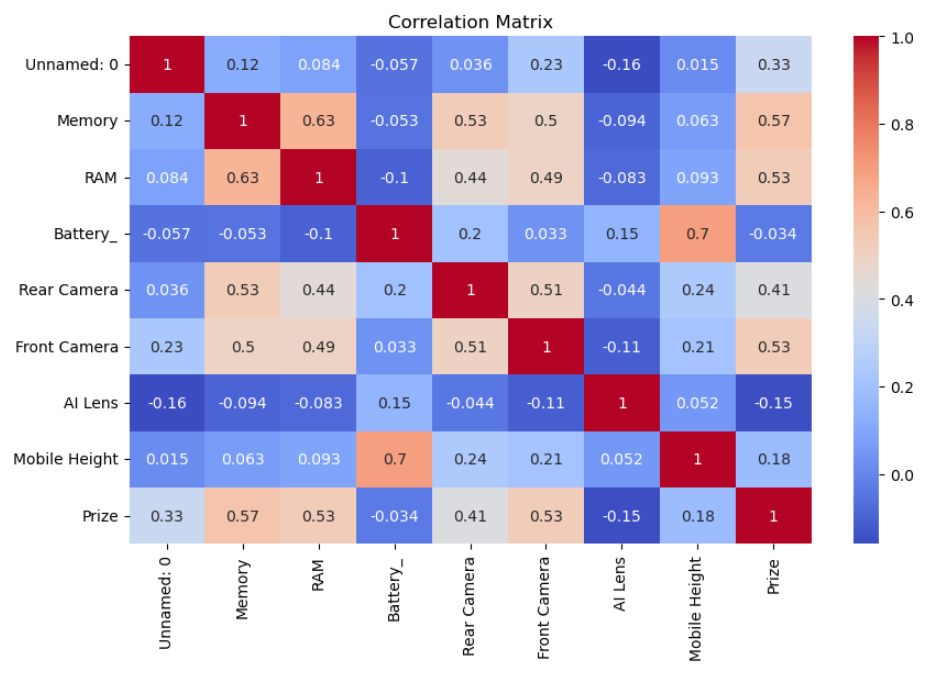 Correlation Matrix
Unnamed: 0 1 0.12 0.084 -0.057 0.036 0.23 -0.16 0.015 0.33
Memory 0.12 1 0.63 -0.053 0.53 0.5 -0.094 0.063 0.57
RAM 0.084 0.63 1 -0.1 0.44 0.49 -0.083 0.093 0.53
Battery_ -0.057 -0.053 -0.1 1 0.2 0.033 0.15 0.7 -0.034
Rear Camera 0.036 0.53 0.44 0.2 1 0.51 -0.044 0.24 0.41
Front Camera 0.23 0.5 0.49 0.033 0.51 1 -0.11 0.21 0.53
AI Lens -0.16 -0.094 -0.083 0.15 -0.044 -0.11 1 0.052 -0.15
Mobile Height 0.015 0.063 0.093 0.7 0.24 0.21 0.052 1 0.18
Prize 0.33 0.57 0.53 -0.034 0.41 0.53 -0.15 0.18 1
Unnamed: 0
Memory
RAM
Battery_
Rear Camera
Front Camera
AI Lens
Mobile Height
Prize
1.0
0.8
0.6
0.4
0.2
0.0